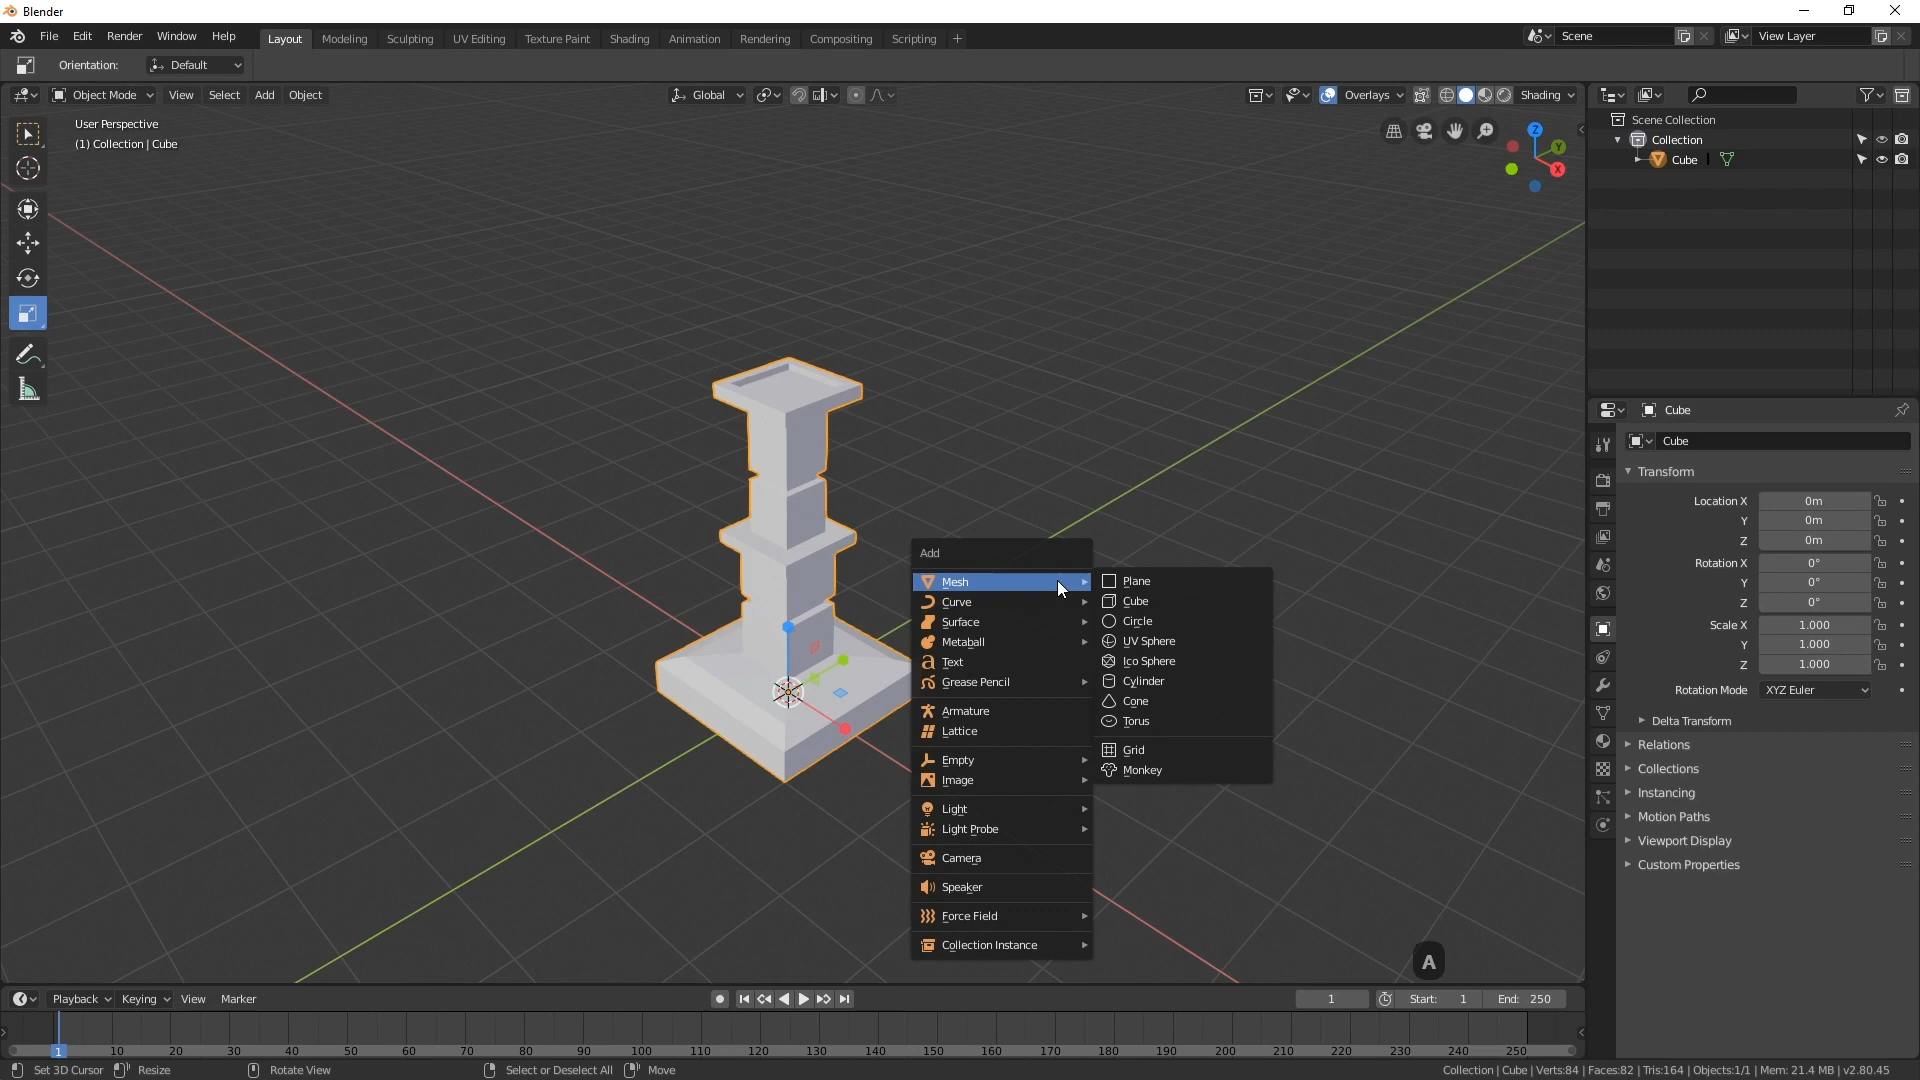 Blender
File Edit Render Window Help Layout Modeling Sculpting UV Editing Texture Paint Shading Animation Rendering Compositing Scripting + Scene View Layer
Orientation: Default
Object Mode View Select Add Object Global Overlays Shading
User Perspective
(1) Collection | Cube
Z
Y
X
Scene Collection
Collection
Cube
Cube
Cube
Transform
Location X 0m
Y 0m
Z 0m
Rotation X 0°
Y 0°
Z 0°
Scale X 1.000
Y 1.000
Z 1.000
Rotation Mode XYZ Euler
Delta Transform
Relations
Collections
Instancing
Motion Paths
Viewport Display
Custom Properties
Add
Mesh
Curve
Surface
Metaball
Text
Grease Pencil
Armature
Lattice
Empty
Image
Light
Light Probe
Camera
Speaker
Force Field
Collection Instance
Plane
Cube
Circle
UV Sphere
Ico Sphere
Cylinder
Cone
Torus
Grid
Monkey
A
Playback Keying View Marker 1 Start: 1 End: 250
1 10 20 30 40 50 60 70 80 90 100 110 120 130 140 150 160 170 180 190 200 210 220 230 240 250
Set 3D Cursor Resize Rotate View Select or Deselect All Move Collection | Cube | Verts:84 | Faces:82 | Tris:164 | Objects:1/1 | Mem: 21.4 MB | v2.80.45